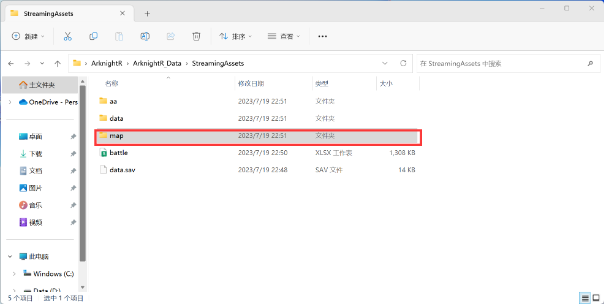 StreamingAssets
新建
排序
查看
ArknightR > ArknightR_Data > StreamingAssets
在 StreamingAssets 中搜索
主文件夹
OneDrive - Pers
桌面
下载
文档
图片
音乐
视频
此电脑
Windows (C:)
Data (D:)
名称 修改日期 类型 大小
aa 2023/7/19 22:51 文件夹
data 2023/7/19 22:51 文件夹
map 2023/7/19 22:51 文件夹
battle 2023/7/19 22:50 XLSX 工作表 1,308 KB
data.sav 2023/7/19 22:48 SAV 文件 14 KB
5 个项目 选中 1 个项目